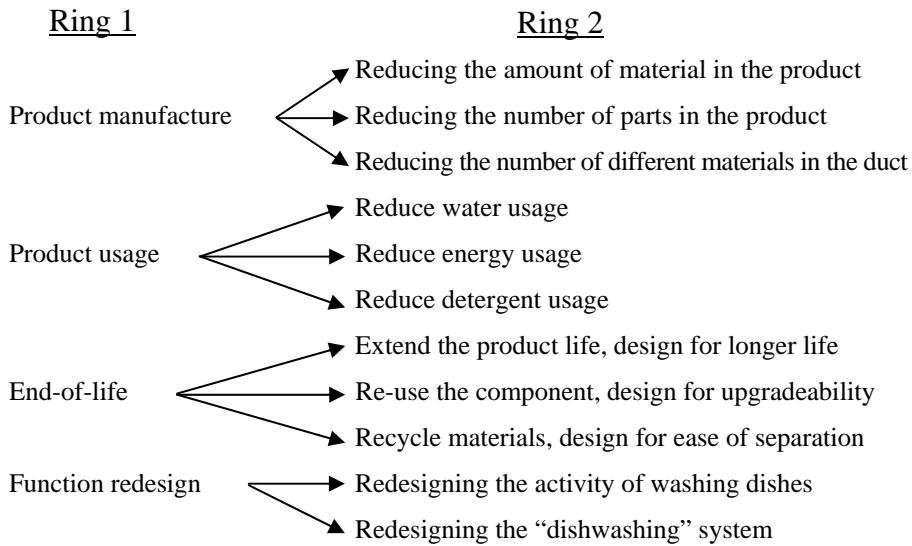 Ring 1
Ring 2
Product manufacture
Reducing the amount of material in the product
Reducing the number of parts in the product
Reducing the number of different materials in the duct
Product usage
Reduce water usage
Reduce energy usage
Reduce detergent usage
End-of-life
Extend the product life, design for longer life
Re-use the component, design for upgradeability
Recycle materials, design for ease of separation
Function redesign
Redesigning the activity of washing dishes
Redesigning the “dishwashing” system